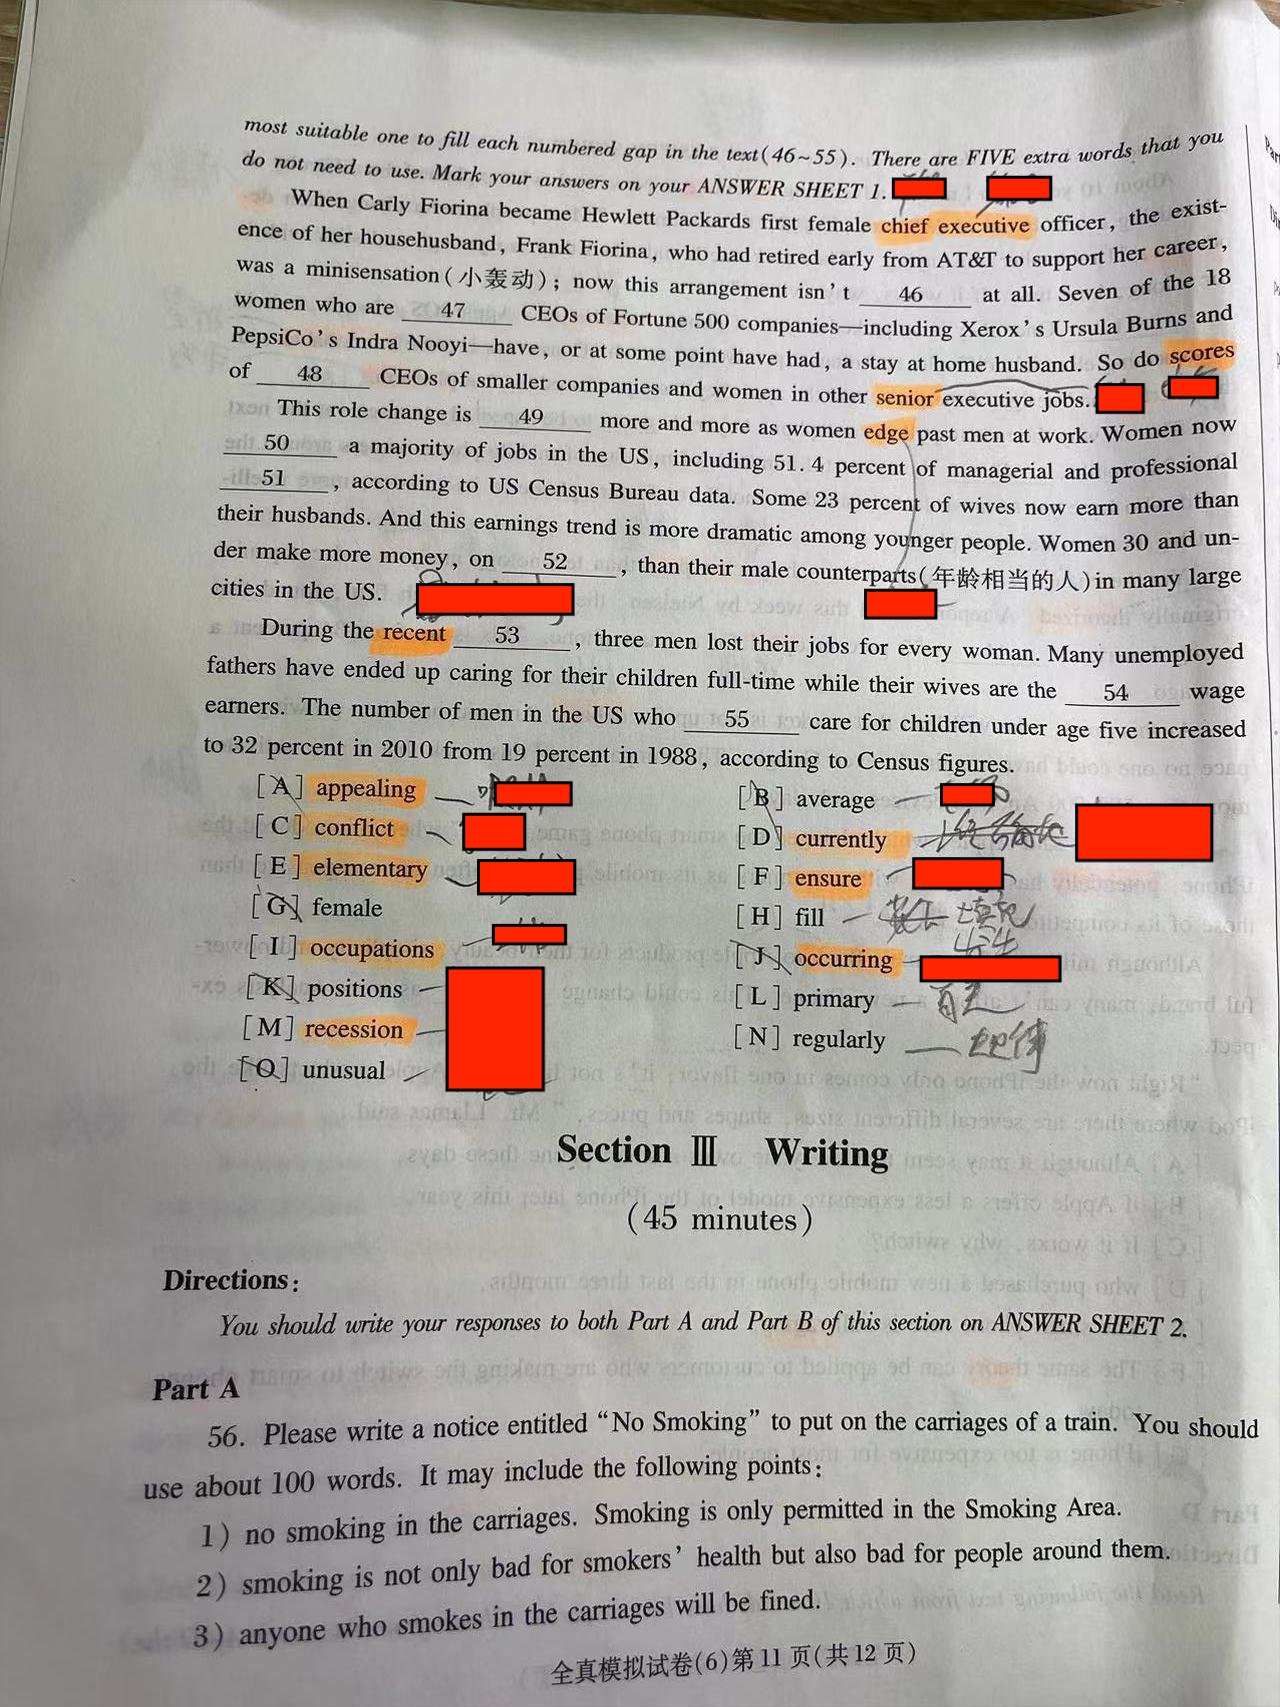 most suitable one to fill each numbered gap in the text(46~55). There are FIVE extra words that you
do not need to use. Mark your answers on your ANSWER SHEET 1.
When Carly Fiorina became Hewlett Packards first female chief executive officer, the exist-
ence of her househusband, Frank Fiorina, who had retired early from AT&T to support her career,
was a minisensation(小轰动); now this arrangement isn't 46 at all. Seven of the 18
women who are 47 CEOs of Fortune 500 companies—including Xerox's Ursula Burns and
PepsiCo's Indra Nooyi—have, or at some point have had, a stay at home husband. So do scores
of 48 CEOs of smaller companies and women in other senior executive jobs.
This role change is 49 more and more as women edge past men at work. Women now
50 a majority of jobs in the US, including 51.4 percent of managerial and professional
51, according to US Census Bureau data. Some 23 percent of wives now earn more than
their husbands. And this earnings trend is more dramatic among younger people. Women 30 and un-
der make more money, on 52, than their male counterparts(年龄相当的人)in many large
cities in the US.
During the recent 53, three men lost their jobs for every woman. Many unemployed
fathers have ended up caring for their children full-time while their wives are the 54 wage
earners. The number of men in the US who 55 care for children under age five increased
to 32 percent in 2010 from 19 percent in 1988, according to Census figures.
[A] appealing [B] average
[C] conflict [D] currently
[E] elementary [F] ensure
[G] female [H] fill 填充
[I] occupations [J] occurring
[K] positions [L] primary
[M] recession [N] regularly
[O] unusual
Section Ⅲ Writing
(45 minutes)
Directions:
You should write your responses to both Part A and Part B of this section on ANSWER SHEET 2.
Part A
56. Please write a notice entitled “No Smoking” to put on the carriages of a train. You should
use about 100 words. It may include the following points:
1) no smoking in the carriages. Smoking is only permitted in the Smoking Area.
2) smoking is not only bad for smokers' health but also bad for people around them.
3) anyone who smokes in the carriages will be fined.
全真模拟试卷(6)第11页(共12页)